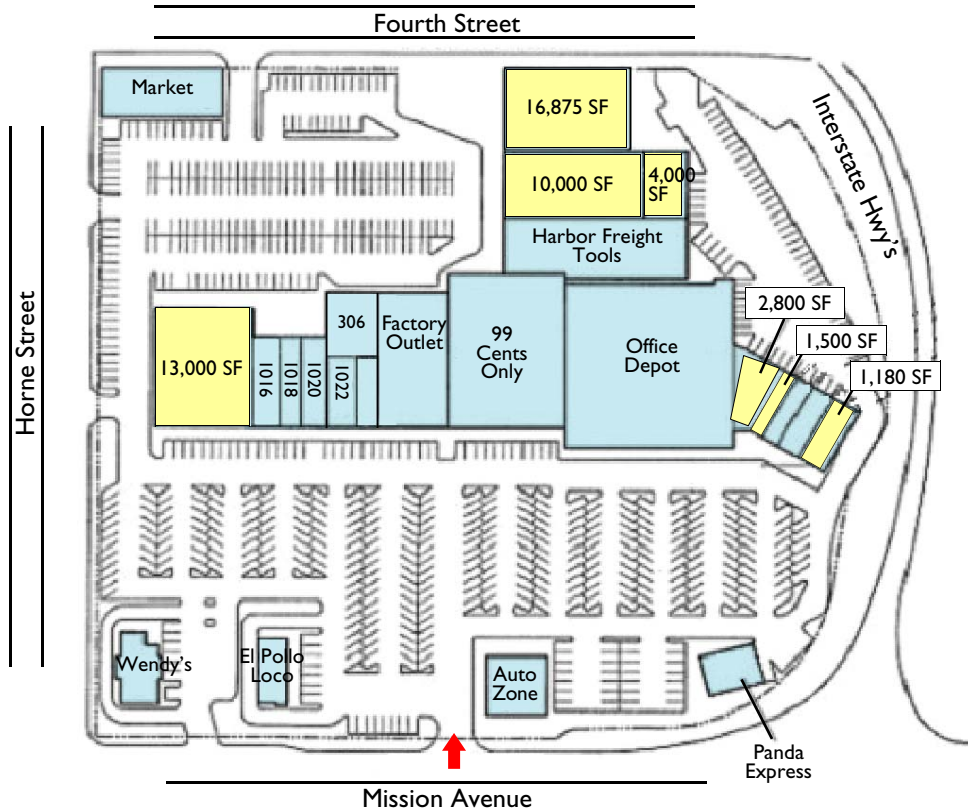 Fourth Street
Market
16,875 SF
Interstate Hwy's
10,000 SF
4,000
SF
Harbor Freight
Tools
Horne Street
2,800 SF
306
Factory
Outlet
99
Cents
Only
Office
Depot
1,500 SF
13,000 SF
1016
1018
1020
1022
1,180 SF
Wendy's
El Pollo
Loco
Auto
Zone
Panda
Express
Mission Avenue